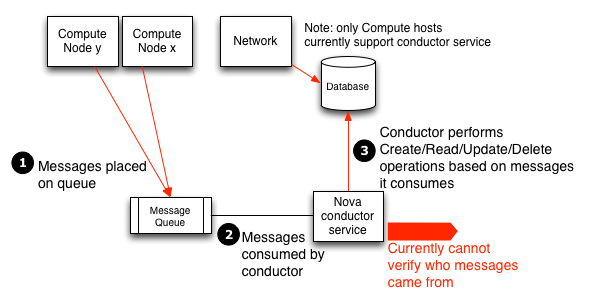 Compute
Node y
Compute
Node x
Network
Note: only Compute hosts
currently support conductor service
Database
1
Messages placed
on queue
3
Conductor performs
Create/Read/Update/Delete
operations based on messages
it consumes
Message
Queue
2
Messages
consumed by
conductor
Nova
conductor
service
Currently cannot
verify who messages
came from